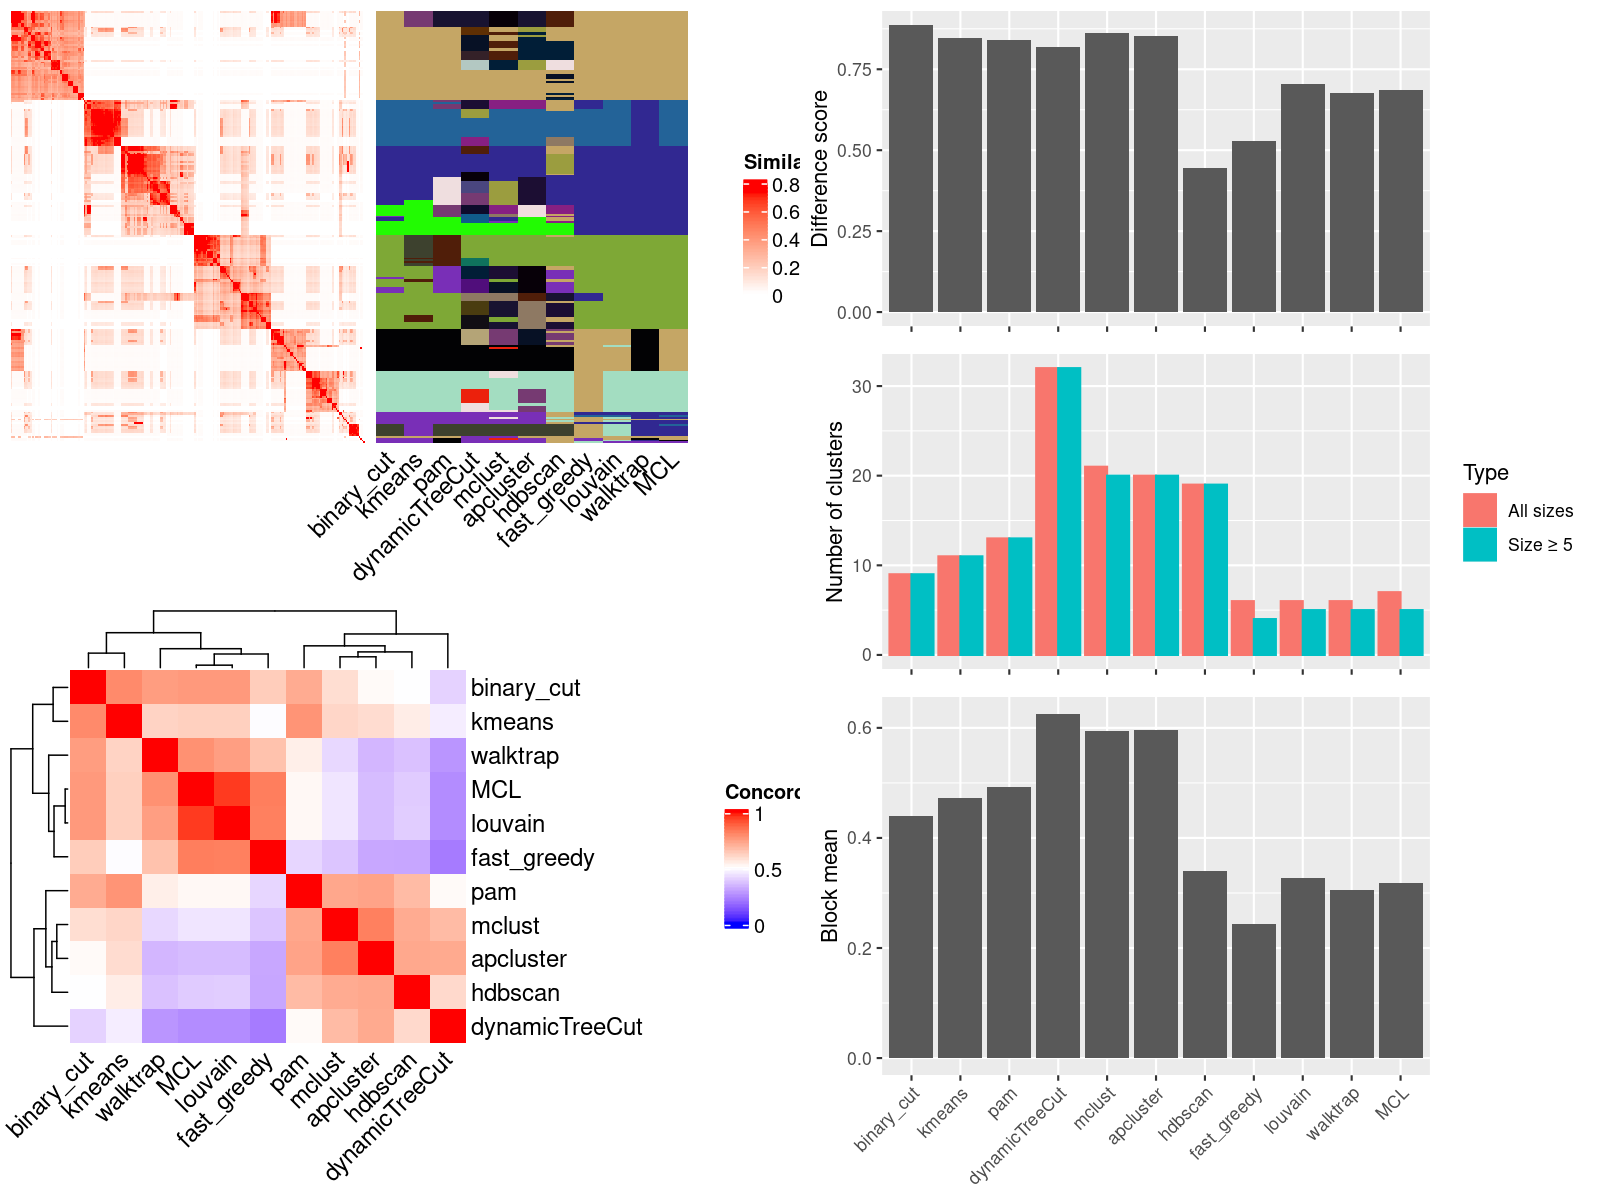 Simila
0.8
0.6
0.4
0.2
0
binary_cut
kmeans
pam
dynamicTreeCut
mclust
apcluster
hdbscan
fast_greedy
louvain
walktrap
MCL
binary_cut
kmeans
walktrap
MCL
louvain
fast_greedy
pam
mclust
apcluster
hdbscan
dynamicTreeCut
binary_cut
kmeans
walktrap
MCL
louvain
fast_greedy
pam
mclust
apcluster
hdbscan
dynamicTreeCut
Concord
1
0.5
0
Difference score
0.75
0.50
0.25
0.00
Number of clusters
30
20
10
0
Type
All sizes
Size ≥ 5
Block mean
0.6
0.4
0.2
0.0
binary_cut
kmeans
pam
dynamicTreeCut
mclust
apcluster
hdbscan
fast_greedy
louvain
walktrap
MCL